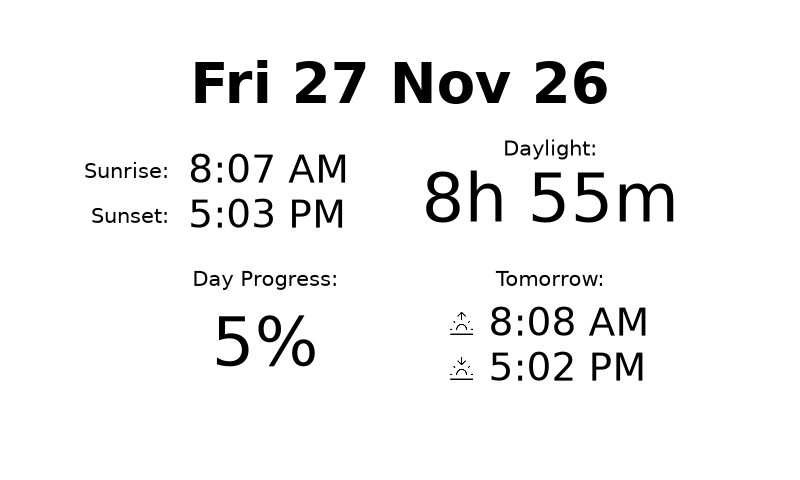 Fri 27 Nov 26
Sunrise: 8:07 AM
Sunset: 5:03 PM
Daylight:
8h 55m
Day Progress:
5%
Tomorrow:
8:08 AM
5:02 PM